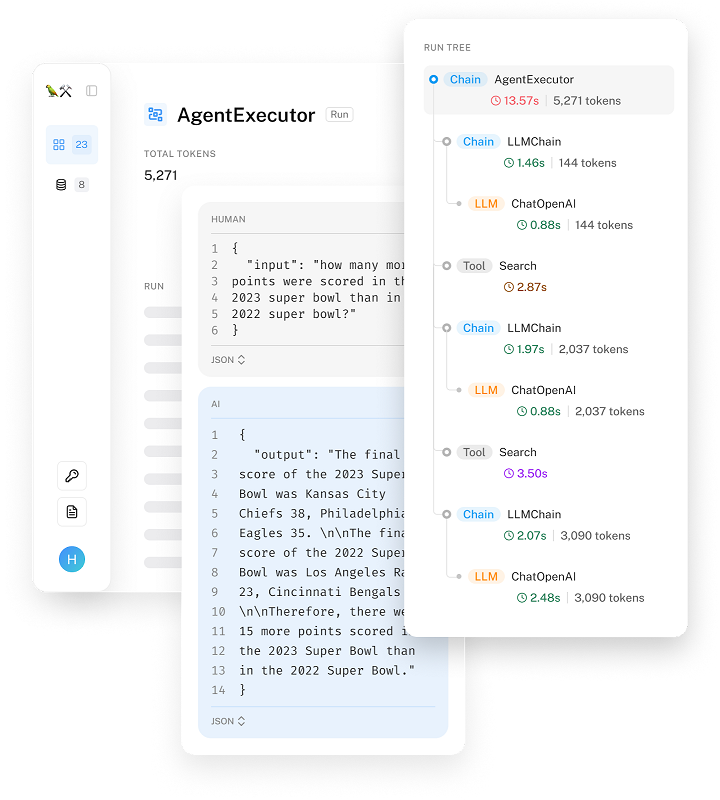 23
8
H
AgentExecutor Run
TOTAL TOKENS
5,271
RUN
HUMAN
1 {
2 "input": "how many mor
3 points were scored in th
4 2023 super bowl than in
5 2022 super bowl?"
6 }
JSON
AI
1 {
2 "output": "The final
3 score of the 2023 Super
4 Bowl was Kansas City
5 Chiefs 38, Philadelphia
6 Eagles 35. \n\nThe fina
7 score of the 2022 Super
8 Bowl was Los Angeles Ra
9 23, Cincinnati Bengals
10 \n\nTherefore, there we
11 15 more points scored i
12 the 2023 Super Bowl than
13 in the 2022 Super Bowl."
14 }
JSON
RUN TREE
Chain AgentExecutor
13.57s 5,271 tokens
Chain LLMChain
1.46s 144 tokens
LLM ChatOpenAI
0.88s 144 tokens
Tool Search
2.87s
Chain LLMChain
1.97s 2,037 tokens
LLM ChatOpenAI
0.88s 2,037 tokens
Tool Search
3.50s
Chain LLMChain
2.07s 3,090 tokens
LLM ChatOpenAI
2.48s 3,090 tokens